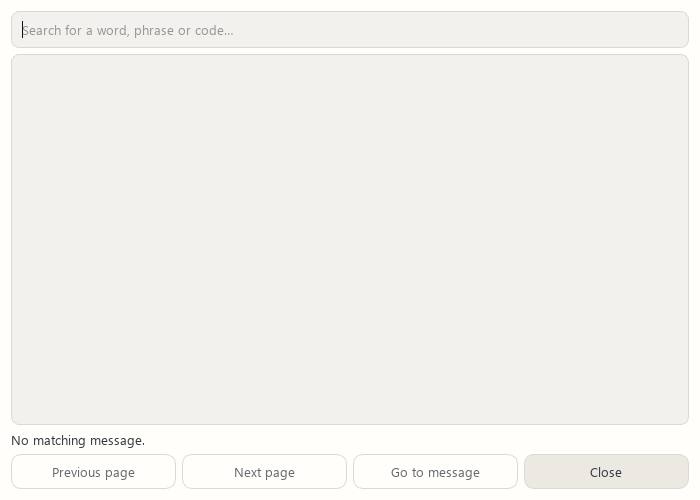 Search for a word, phrase or code...
No matching message.
Previous page
Next page
Go to message
Close